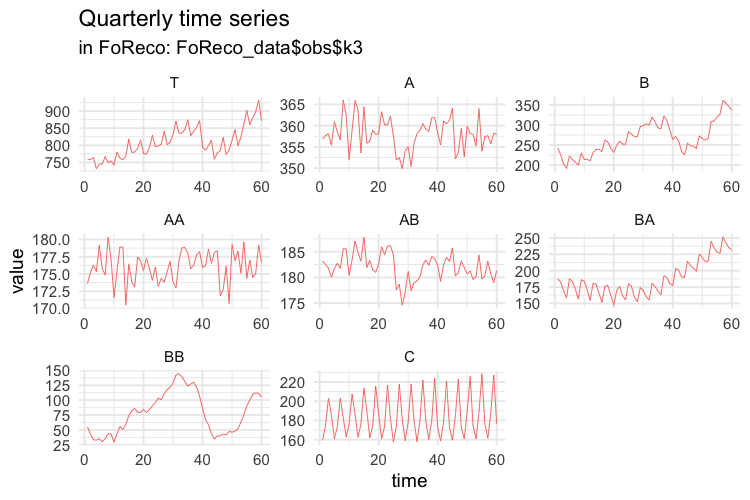 Quarterly time series
in FoReco: FoReco_data$obs$k3
T
A
B
900
850
800
750
0 20 40 60
365
360
355
350
0 20 40 60
350
300
250
200
0 20 40 60
AA
AB
BA
180.0
177.5
175.0
172.5
170.0
0 20 40 60
185
180
175
0 20 40 60
250
225
200
175
150
0 20 40 60
BB
C
150
125
100
75
50
25
0 20 40 60
220
200
180
160
0 20 40 60
value
time